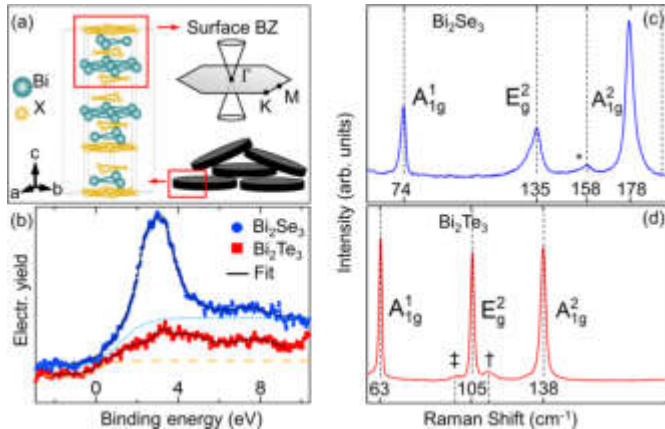 (a)
Surface BZ
Bi
X
Γ
K
M
c
a
b
(b)
Bi2Se3
Bi2Te3
Fit
Electr. yield
0
4
8
Binding energy (eV)
(c)
Bi2Se3
A1g1
Eg2
A1g2
*
74
135
158
178
Intensity (arb. units)
(d)
Bi2Te3
A1g1
Eg2
A1g2
‡
†
63
105
138
Raman Shift (cm-1)